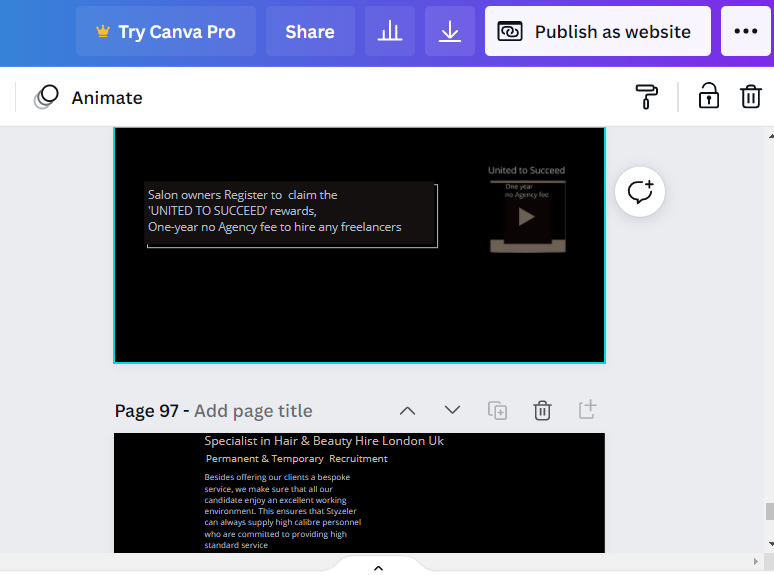 Try Canva Pro
Share
Publish as website
Animate
Salon owners Register to claim the
'UNITED TO SUCCEED' rewards,
One-year no Agency fee to hire any freelancers
United to Succeed
One year
no Agency fee
Page 97 - Add page title
Specialist in Hair & Beauty Hire London Uk
Permanent & Temporary Recruitment
Besides offering our clients a bespoke
service, we make sure that all our
candidate enjoy an excellent working
environment. This ensures that Styzeler
can always supply high calibre personnel
who are committed to providing high
standard service